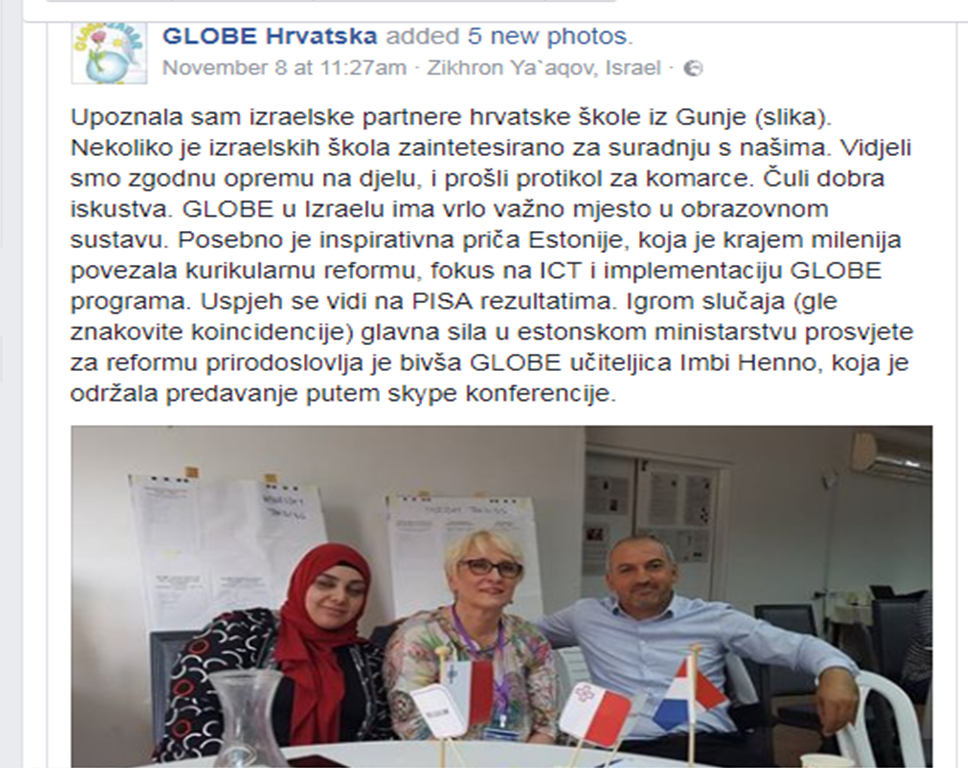 GLOBE Hrvatska added 5 new photos.
November 8 at 11:27am · Zikhron Ya`aqov, Israel ·
Upoznala sam izraelske partnere hrvatske škole iz Gunje (slika).
Nekoliko je izraelskih škola zaintetesirano za suradnju s našima. Vidjeli
smo zgodnu opremu na djelu, i prošli protikol za komarce. Čuli dobra
iskustva. GLOBE u Izraelu ima vrlo važno mjesto u obrazovnom
sustavu. Posebno je inspirativna priča Estonije, koja je krajem milenija
povezala kurikularnu reformu, fokus na ICT i implementaciju GLOBE
programa. Uspjeh se vidi na PISA rezultatima. Igrom slučaja (gle
znakovite koincidencije) glavna sila u estonskom ministarstvu prosvjete
za reformu prirodoslovlja je bivša GLOBE učiteljica Imbi Henno, koja je
održala predavanje putem skype konferencije.